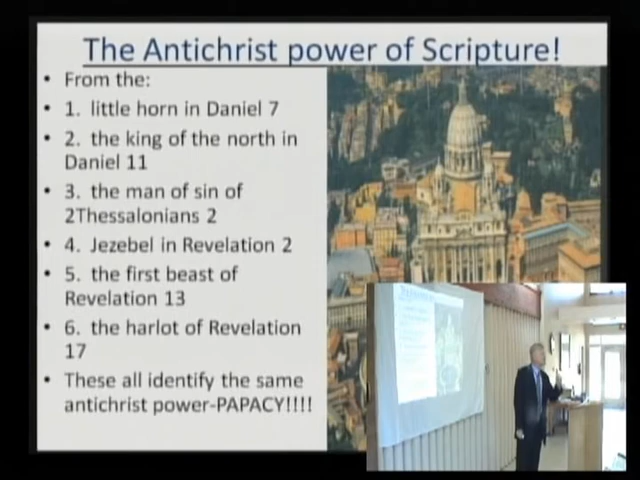 The Antichrist power of Scripture!
• From the:
• 1. little horn in Daniel 7
• 2. the king of the north in
Daniel 11
• 3. the man of sin of
2Thessalonians 2
• 4. Jezebel in Revelation 2
• 5. the first beast of
Revelation 13
• 6. the harlot of Revelation
17
• These all identify the same
antichrist power-PAPACY!!!!